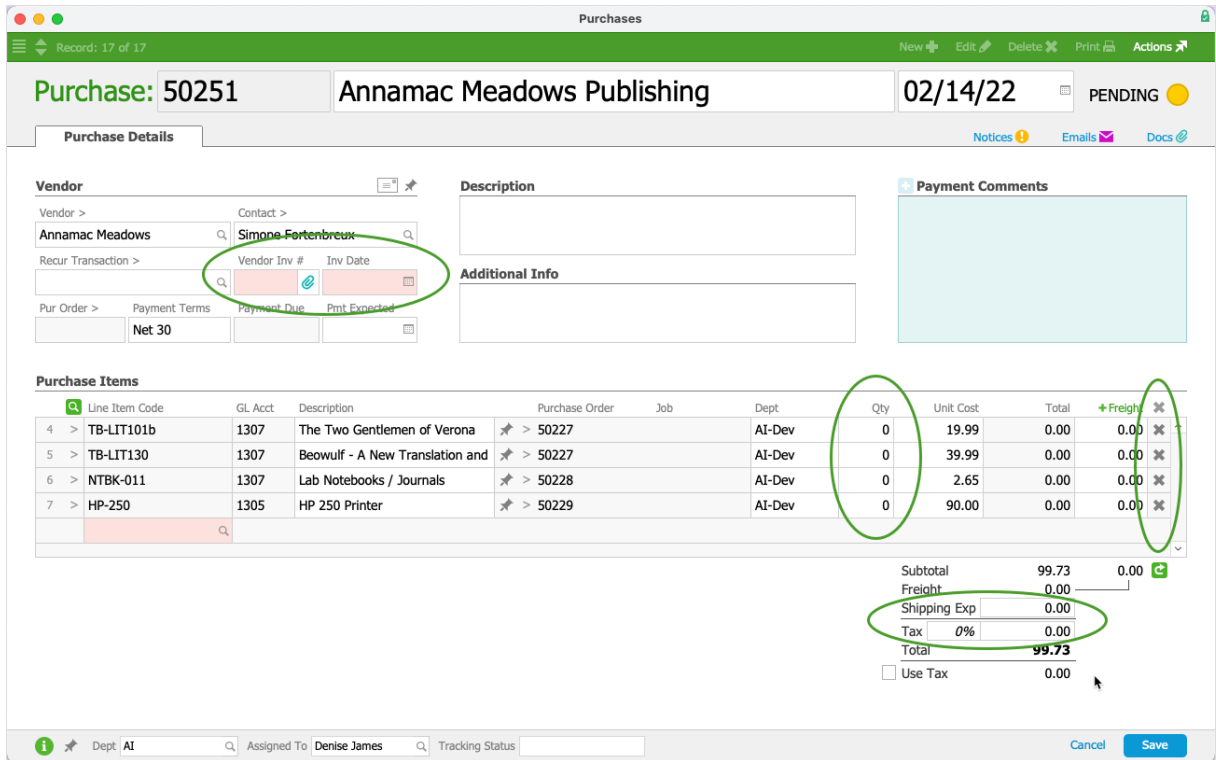 Purchases
Record: 17 of 17
New Edit Delete Print Actions
Purchase: 50251 Annamac Meadows Publishing 02/14/22 PENDING
Purchase Details Notices Emails Docs
Vendor Description Payment Comments
Vendor > Contact >
Annamac Meadows Simone Fortenbreux
Recur Transaction > Vendor Inv # Inv Date Additional Info
Pur Order > Payment Terms Payment Due Pmt Expected
Net 30
Purchase Items
Line Item Code GL Acct Description Purchase Order Job Dept Qty Unit Cost Total +Freight
4 > TB-LIT101b 1307 The Two Gentlemen of Verona > 50227 AI-Dev 0 19.99 0.00 0.00
5 > TB-LIT130 1307 Beowulf - A New Translation and > 50227 AI-Dev 0 39.99 0.00 0.00
6 > NTBK-011 1307 Lab Notebooks / Journals > 50228 AI-Dev 0 2.65 0.00 0.00
7 > HP-250 1305 HP 250 Printer > 50229 AI-Dev 0 90.00 0.00 0.00
Subtotal 99.73 0.00
Freight 0.00
Shipping Exp 0.00
Tax 0% 0.00
Total 99.73
Use Tax 0.00
Dept AI Assigned To Denise James Tracking Status Cancel Save